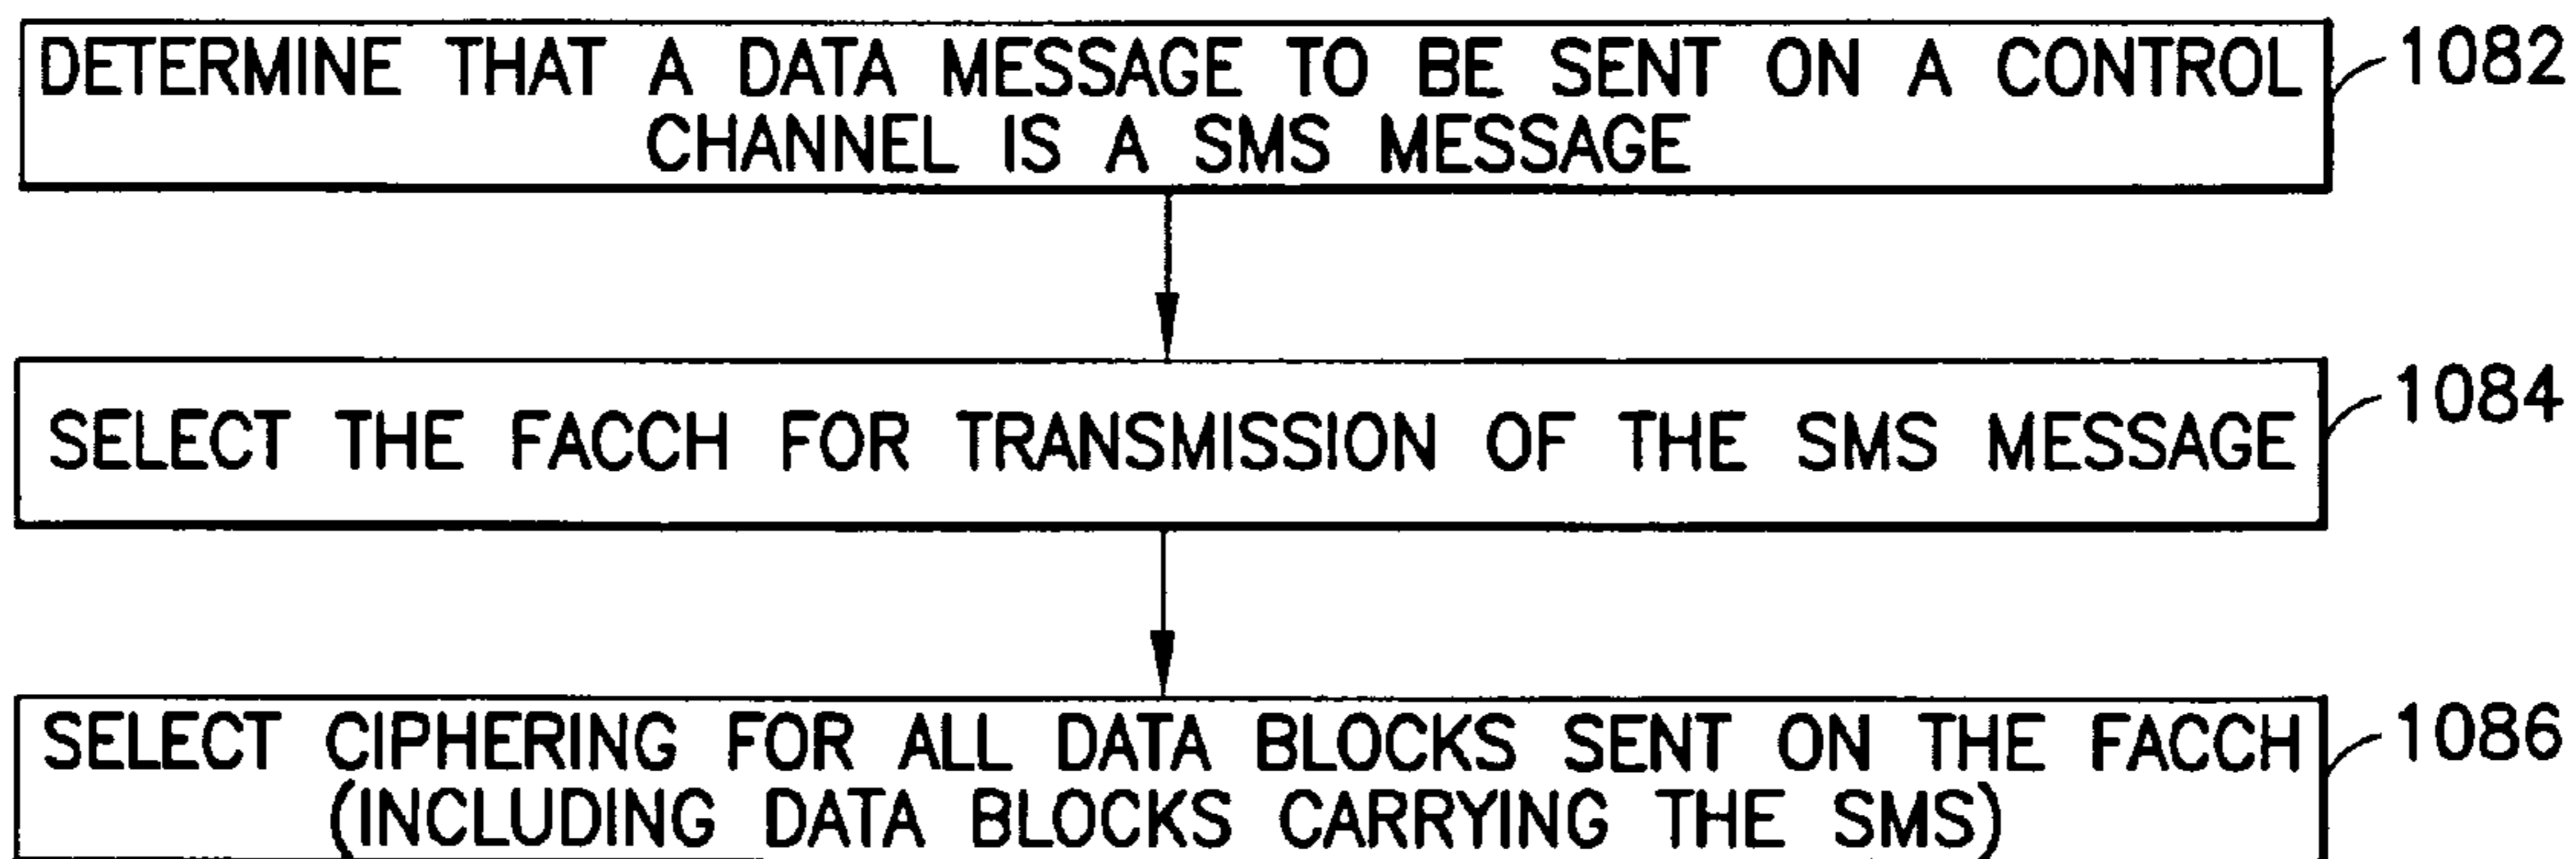 DETERMINE THAT A DATA MESSAGE TO BE SENT ON A CONTROL
CHANNEL IS A SMS MESSAGE
1082
SELECT THE FACCH FOR TRANSMISSION OF THE SMS MESSAGE
1084
SELECT CIPHERING FOR ALL DATA BLOCKS SENT ON THE FACCH
(INCLUDING DATA BLOCKS CARRYING THE SMS)
1086